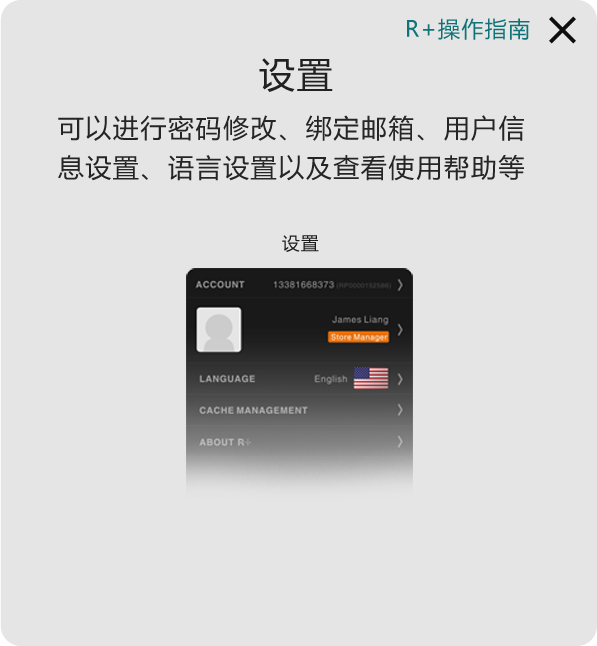 R+操作指南
设置
可以进行密码修改、绑定邮箱、用户信
息设置、语言设置以及查看使用帮助等
设置
ACCOUNT 13381668373 (RP0000152586)
James Liang
Store Manager
LANGUAGE English
CACHE MANAGEMENT
ABOUT R+